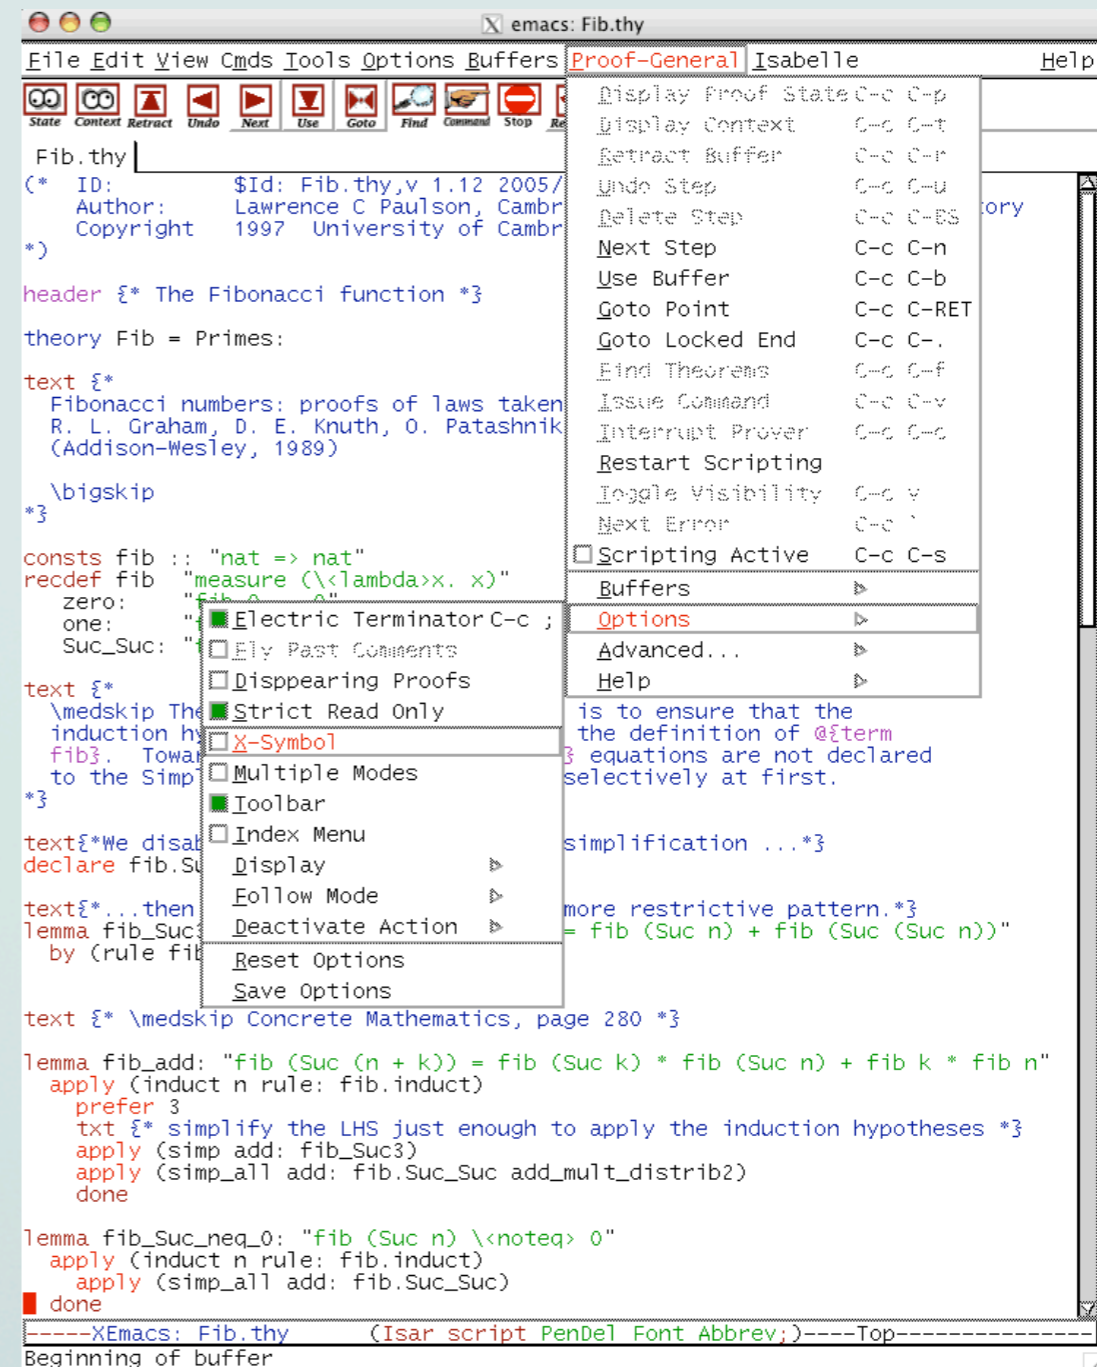 emacs: Fib.thy
File Edit View Cmds Tools Options Buffers Proof-General Isabelle Help
State Context Retract Undo Next Use Goto Find Command Stop
Fib.thy
(* ID: $Id: Fib.thy,v 1.12 2005/
Author: Lawrence C Paulson, Cambr
Copyright 1997 University of Cambr
*)
header {* The Fibonacci function *}
theory Fib = Primes:
text {*
Fibonacci numbers: proofs of laws taken
R. L. Graham, D. E. Knuth, O. Patashnik
(Addison-Wesley, 1989)
\bigskip
*}
consts fib :: "nat => nat"
recdef fib "measure (\<lambda>x. x)"
zero:
one:
Suc_Suc:
text {*
\medskip The is to ensure that the
induction hy the definition of @{term
fib}. Towar } equations are not declared
to the Simp selectively at first.
*}
text{*We disab simplification ...*}
declare fib.Su
text{*...then more restrictive pattern.*}
lemma fib_Suc3 = fib (Suc n) + fib (Suc (Suc n))"
by (rule fib
text {* \medskip Concrete Mathematics, page 280 *}
lemma fib_add: "fib (Suc (n + k)) = fib (Suc k) * fib (Suc n) + fib k * fib n"
apply (induct n rule: fib.induct)
prefer 3
txt {* simplify the LHS just enough to apply the induction hypotheses *}
apply (simp add: fib_Suc3)
apply (simp_all add: fib.Suc_Suc add_mult_distrib2)
done
lemma fib_Suc_neq_0: "fib (Suc n) \<noteq> 0"
apply (induct n rule: fib.induct)
apply (simp_all add: fib.Suc_Suc)
done
-----XEmacs: Fib.thy (Isar script PenDel Font Abbrev;)----Top---------------
Beginning of buffer
Display Proof State C-c C-p
Display Context C-c C-t
Retract Buffer C-c C-r
Undo Step C-c C-u
Delete Step C-c C-BS
Next Step C-c C-n
Use Buffer C-c C-b
Goto Point C-c C-RET
Goto Locked End C-c C-.
Find Theorems C-c C-f
Issue Command C-c C-v
Interrupt Prover C-c C-c
Restart Scripting
Toggle Visibility C-c v
Next Error C-c `
Scripting Active C-c C-s
Buffers
Options
Advanced...
Help
Electric Terminator C-c ;
Fly Past Comments
Disppearing Proofs
Strict Read Only
X-Symbol
Multiple Modes
Toolbar
Index Menu
Display
Follow Mode
Deactivate Action
Reset Options
Save Options
tory